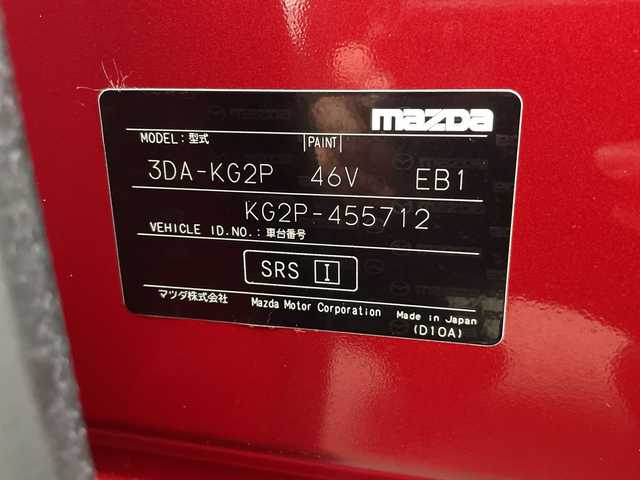 mazda
MODEL:型式 PAINT
3DA-KG2P 46V EB1
KG2P-455712
VEHICLE ID.NO.:車台番号
SRS I
マツダ株式会社 Mazda Motor Corporation Made in Japan
(D10A)